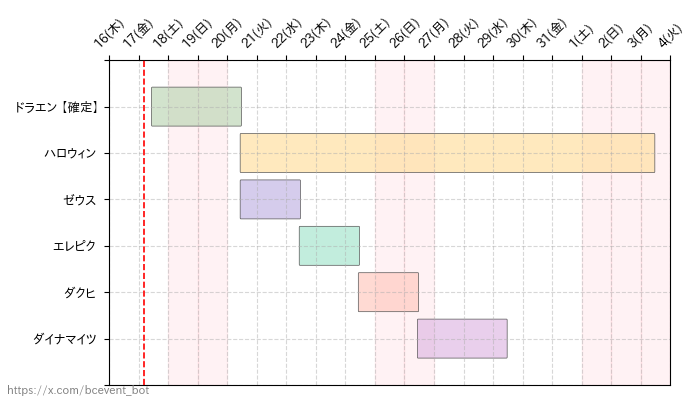 16(木)
17(金)
18(土)
19(日)
20(月)
21(火)
22(水)
23(木)
24(金)
25(土)
26(日)
27(月)
28(火)
29(水)
30(木)
31(金)
1(土)
2(日)
3(月)
4(火)
ドラエン【確定】
ハロウィン
ゼウス
エレピク
ダクヒ
ダイナマイツ
https://x.com/bcevent_bot